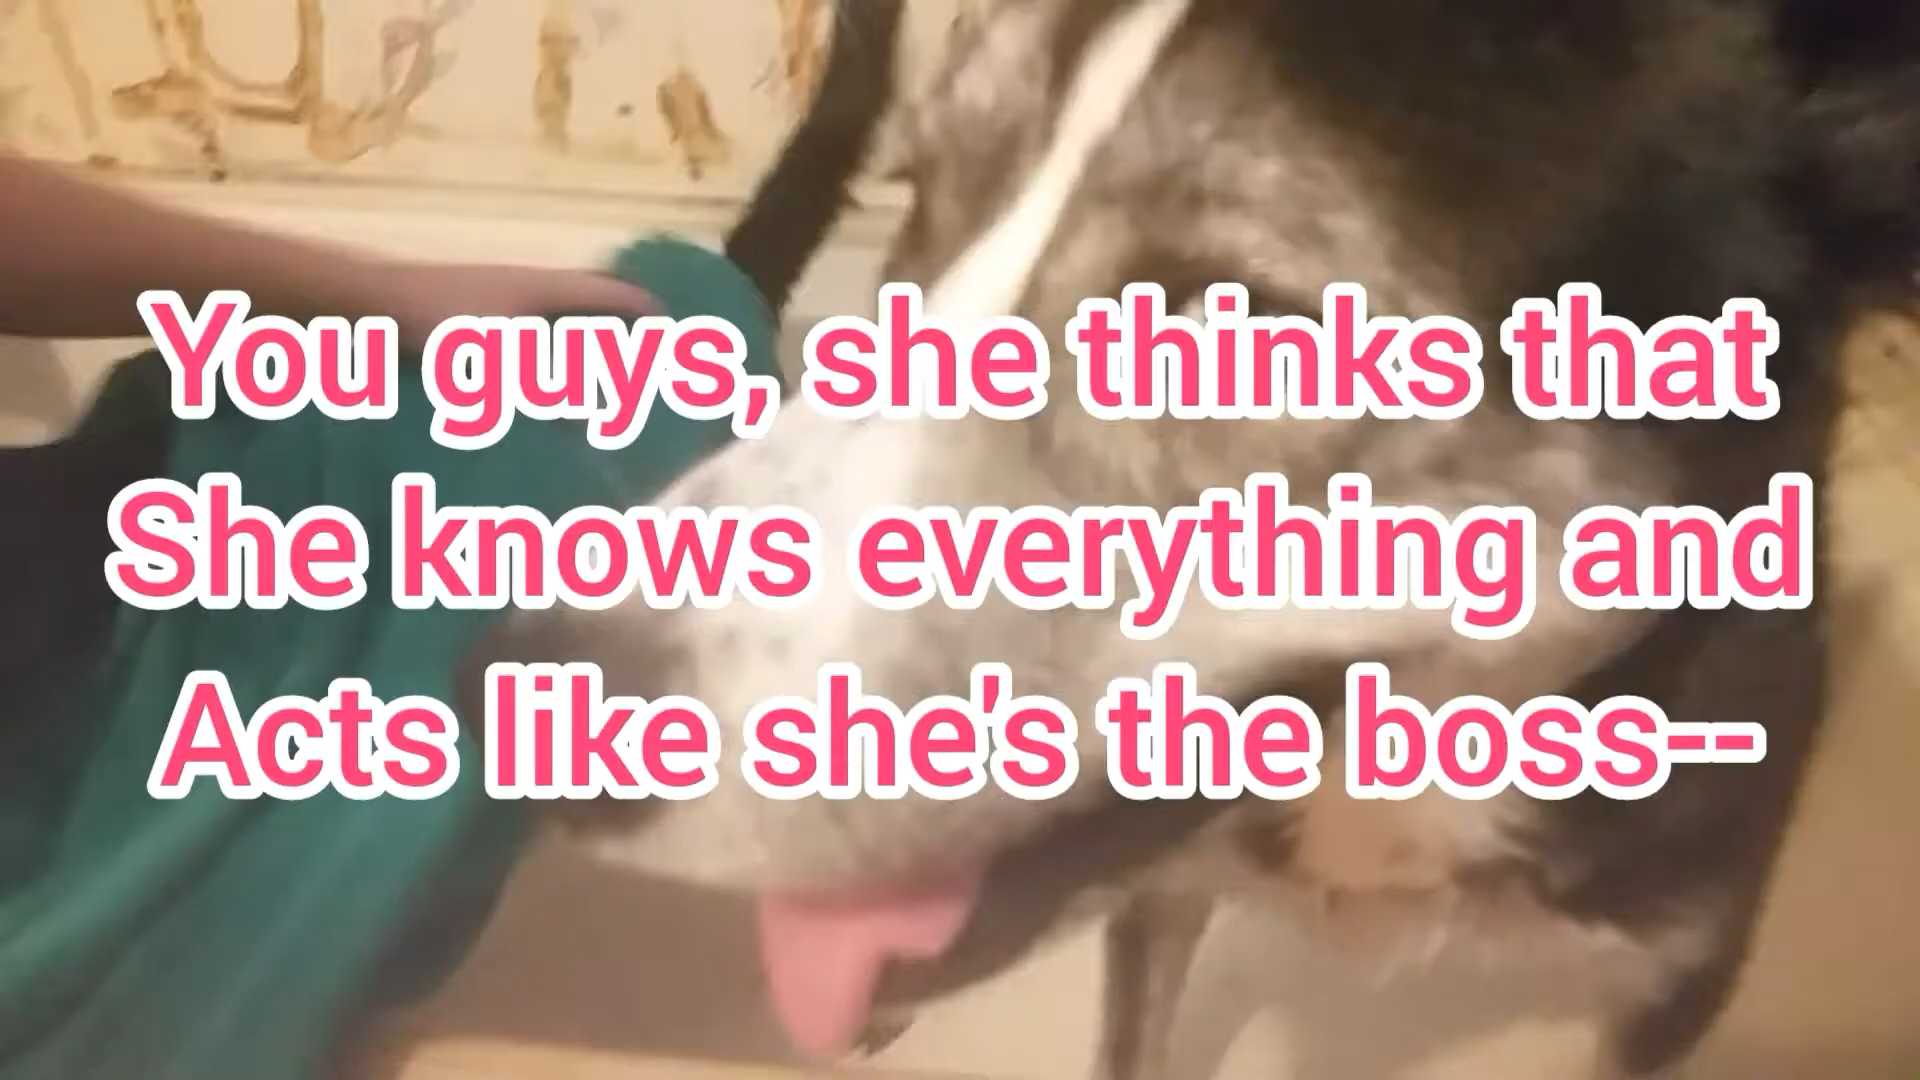 You guys, she thinks that
She knows everything and
Acts like she's the boss--